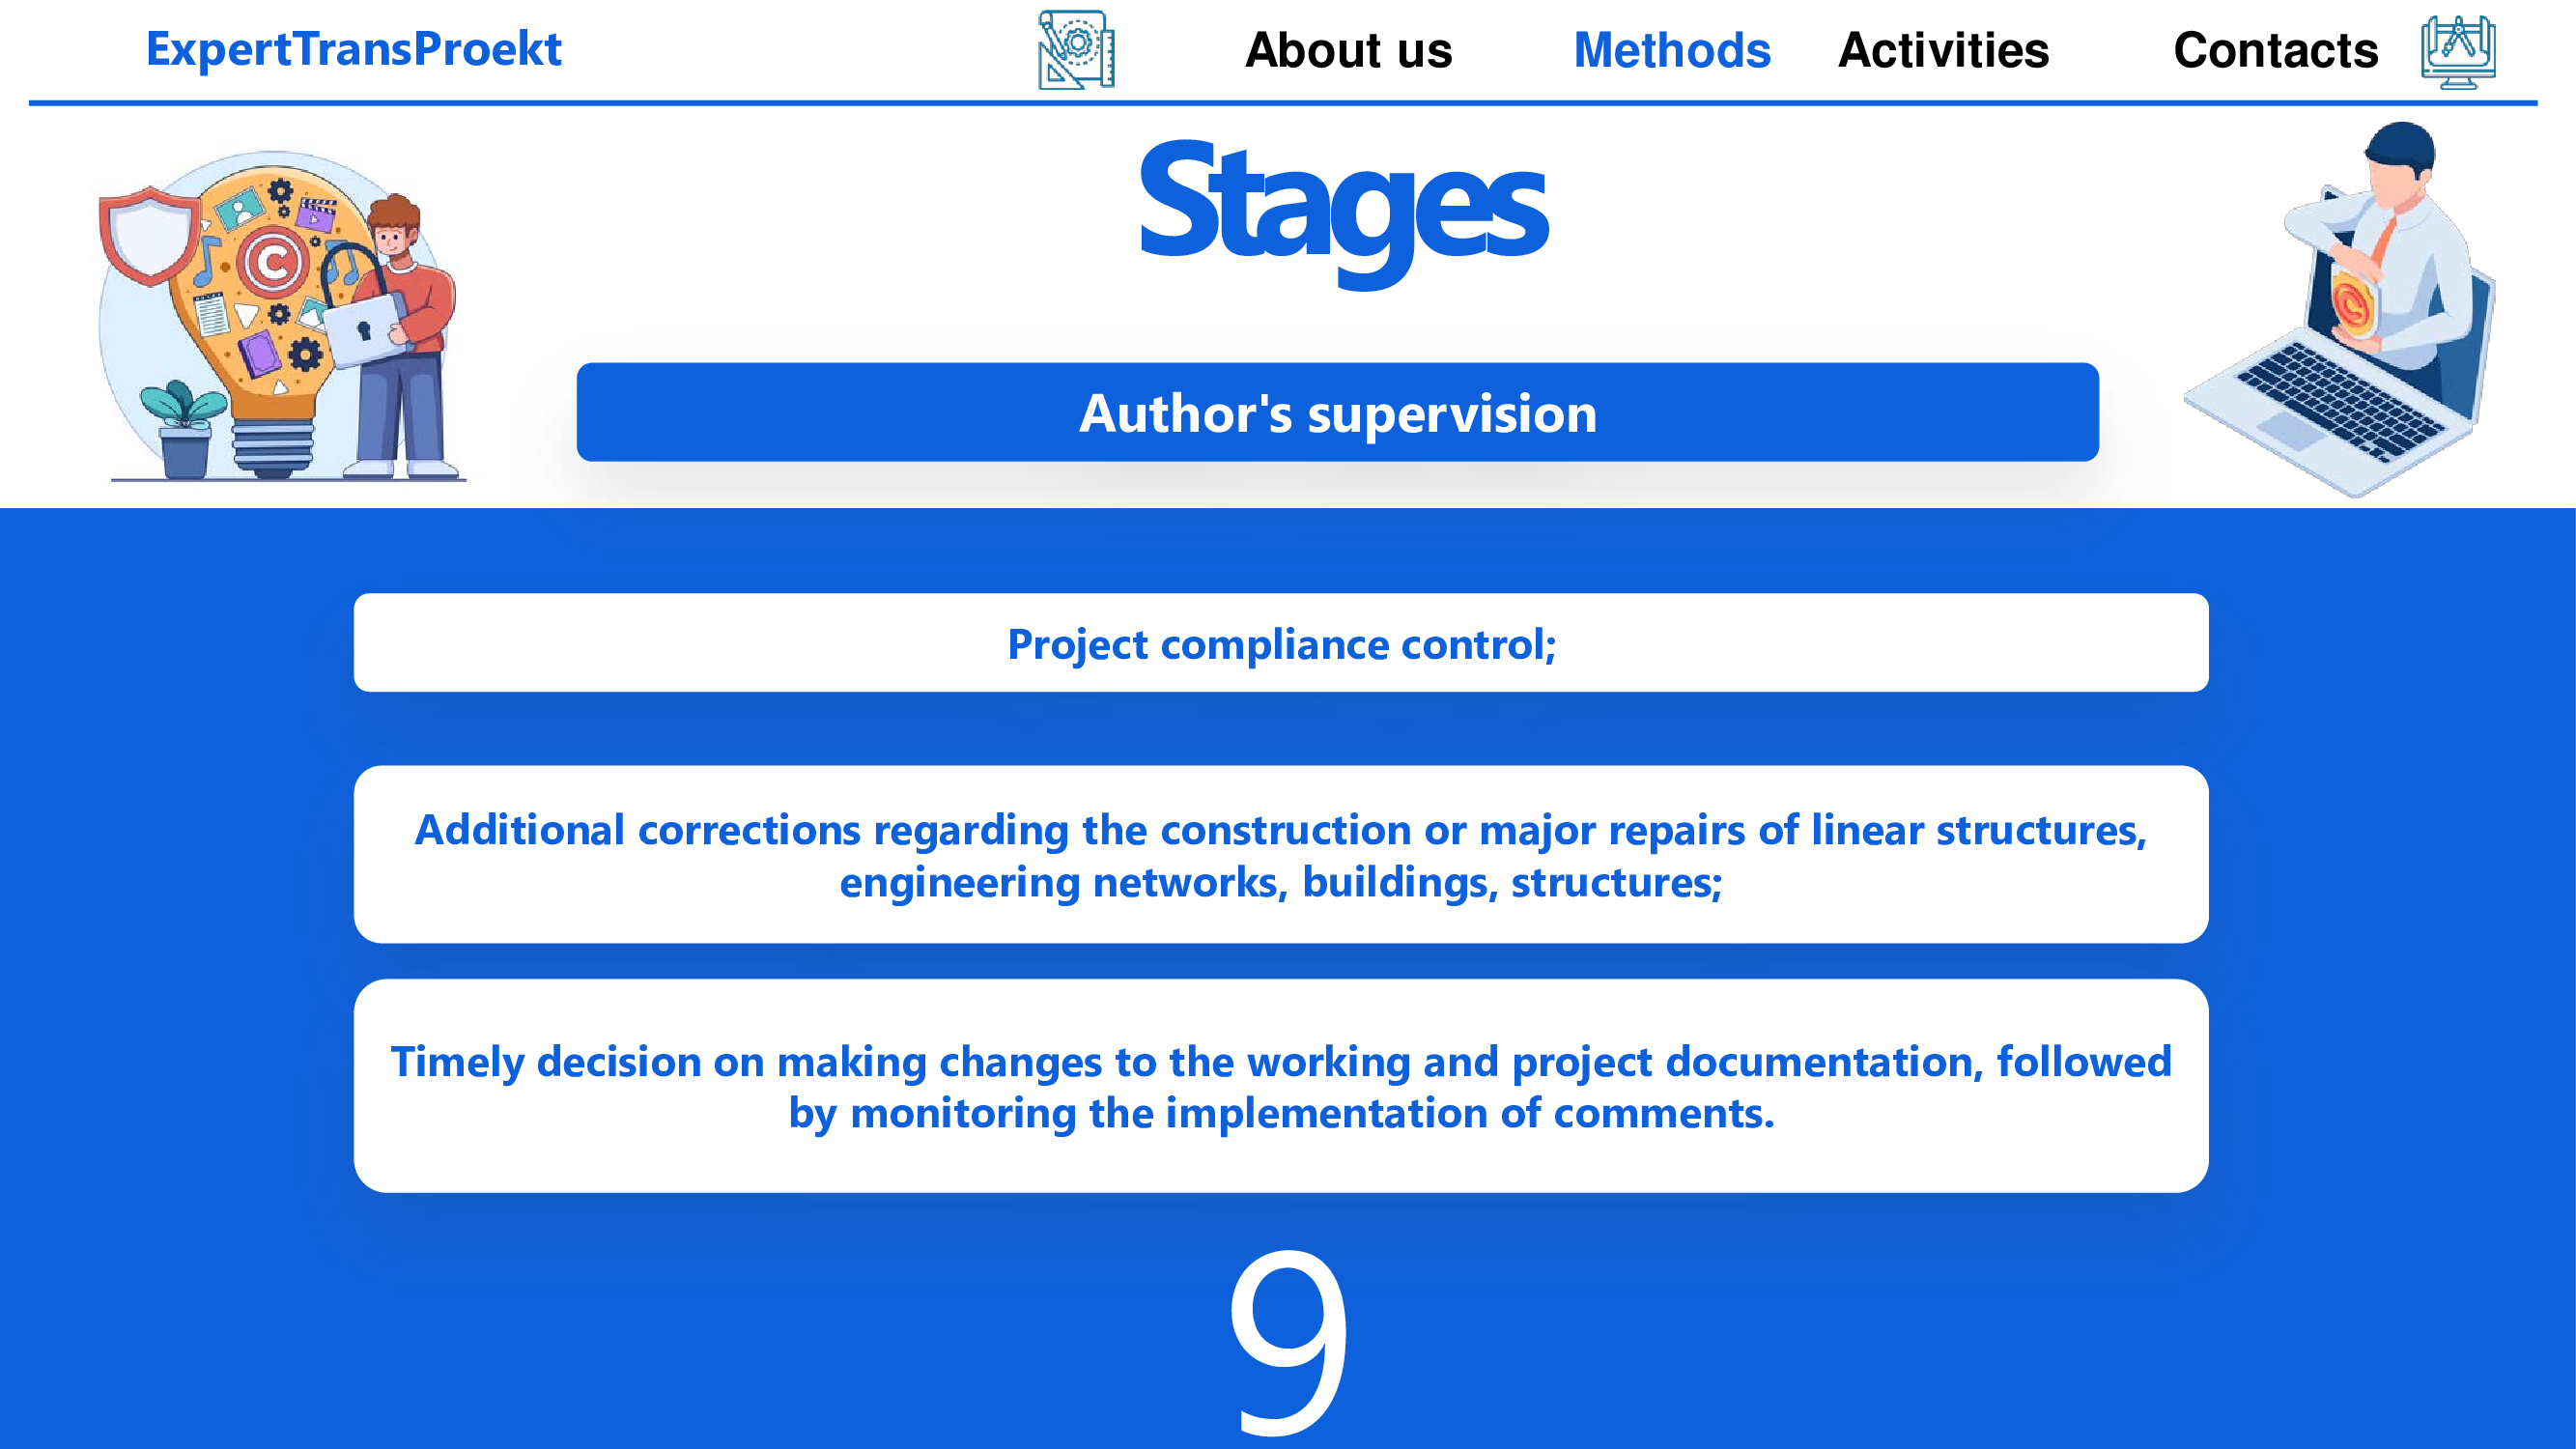 ExpertTransProekt
About us
Methods
Activities
Contacts
Stages
Author's supervision
Project compliance control;
Additional corrections regarding the construction or major repairs of linear structures,
engineering networks, buildings, structures;
Timely decision on making changes to the working and project documentation, followed
by monitoring the implementation of comments.
9